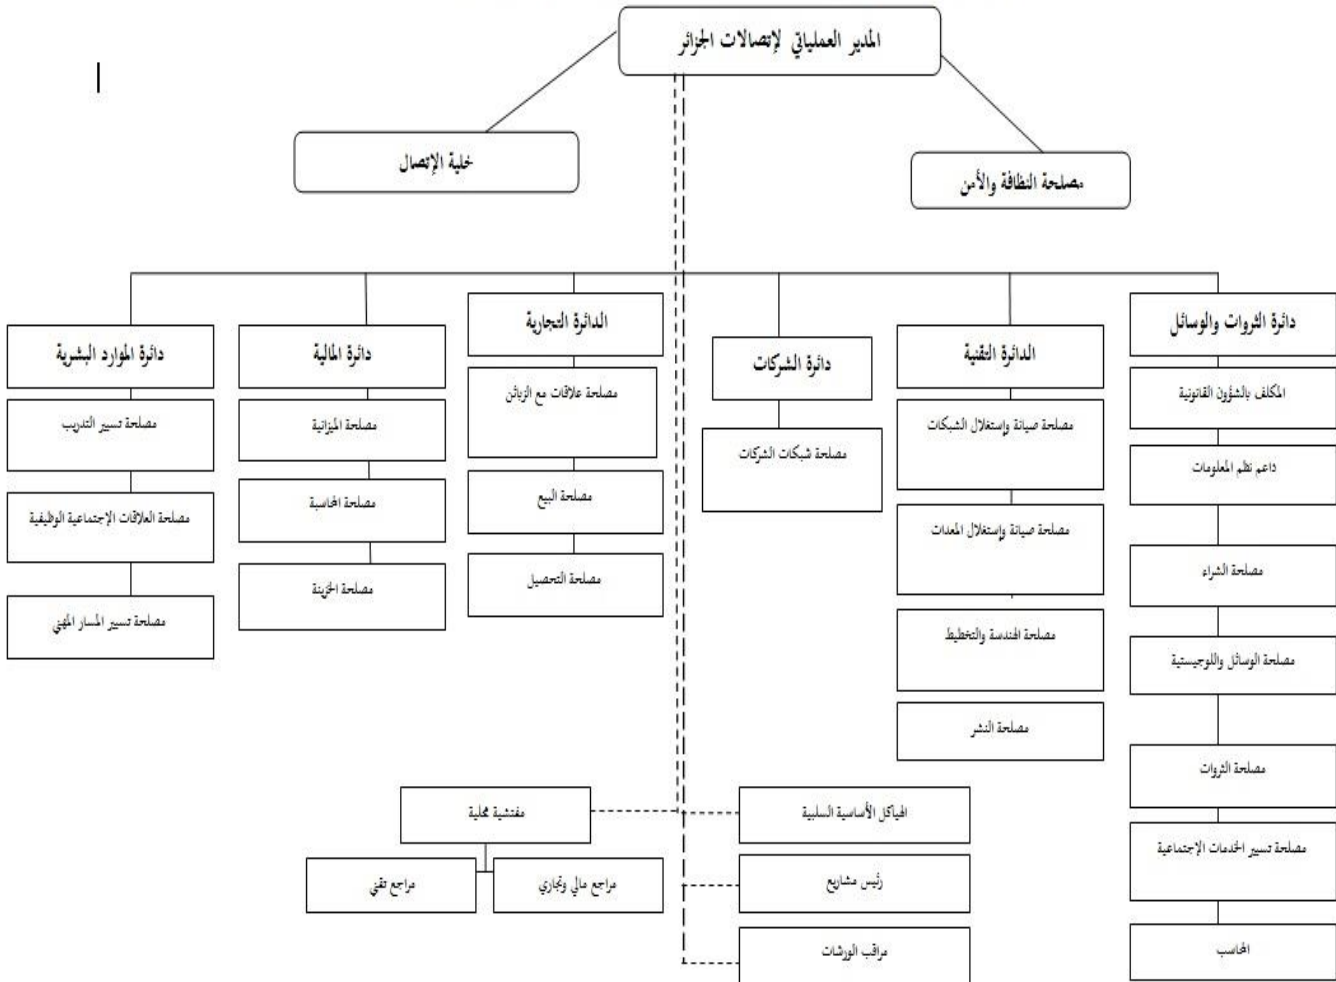 المدير العملياتي لإتصالات الجزائر
خلية الإتصال
مصلحة النظافة والأمن
دائرة الثروات والوسائل
المكلف بالشؤون القانونية
داعم نظم المعلومات
مصلحة الشراء
مصلحة الوسائل واللوجيستية
مصلحة الثروات
مصلحة تسيير الخدمات الإجتماعية
المحاسب
الدائرة التقنية
مصلحة صيانة وإستغلال الشبكات
مصلحة صيانة وإستغلال المعدات
مصلحة الهندسة والتخطيط
مصلحة النشر
دائرة الشركات
مصلحة شبكات الشركات
الدائرة التجارية
مصلحة علاقات مع الزبائن
مصلحة البيع
مصلحة التحصيل
دائرة المالية
مصلحة الميزانية
مصلحة المحاسبة
مصلحة الخزينة
دائرة الموارد البشرية
مصلحة تسيير التدريب
مصلحة العلاقات الإجتماعية الوظيفية
مصلحة تسيير المسار المهني
الهياكل الأساسية السلبية
رئيس مشاريع
مراقب الورشات
مفتشية محلية
مراجع مالي وتجاري
مراجع تقني